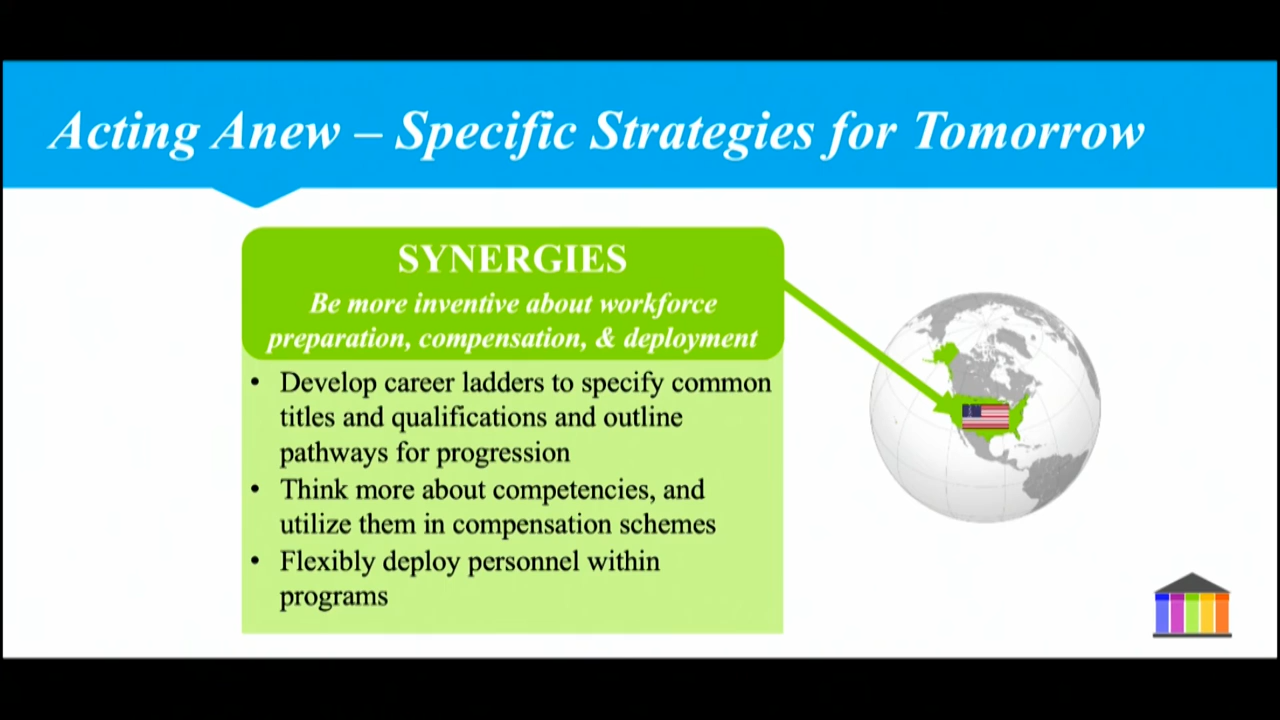 Acting Anew – Specific Strategies for Tomorrow
SYNERGIES
Be more inventive about workforce
preparation, compensation, & deployment
• Develop career ladders to specify common
titles and qualifications and outline
pathways for progression
• Think more about competencies, and
utilize them in compensation schemes
• Flexibly deploy personnel within
programs